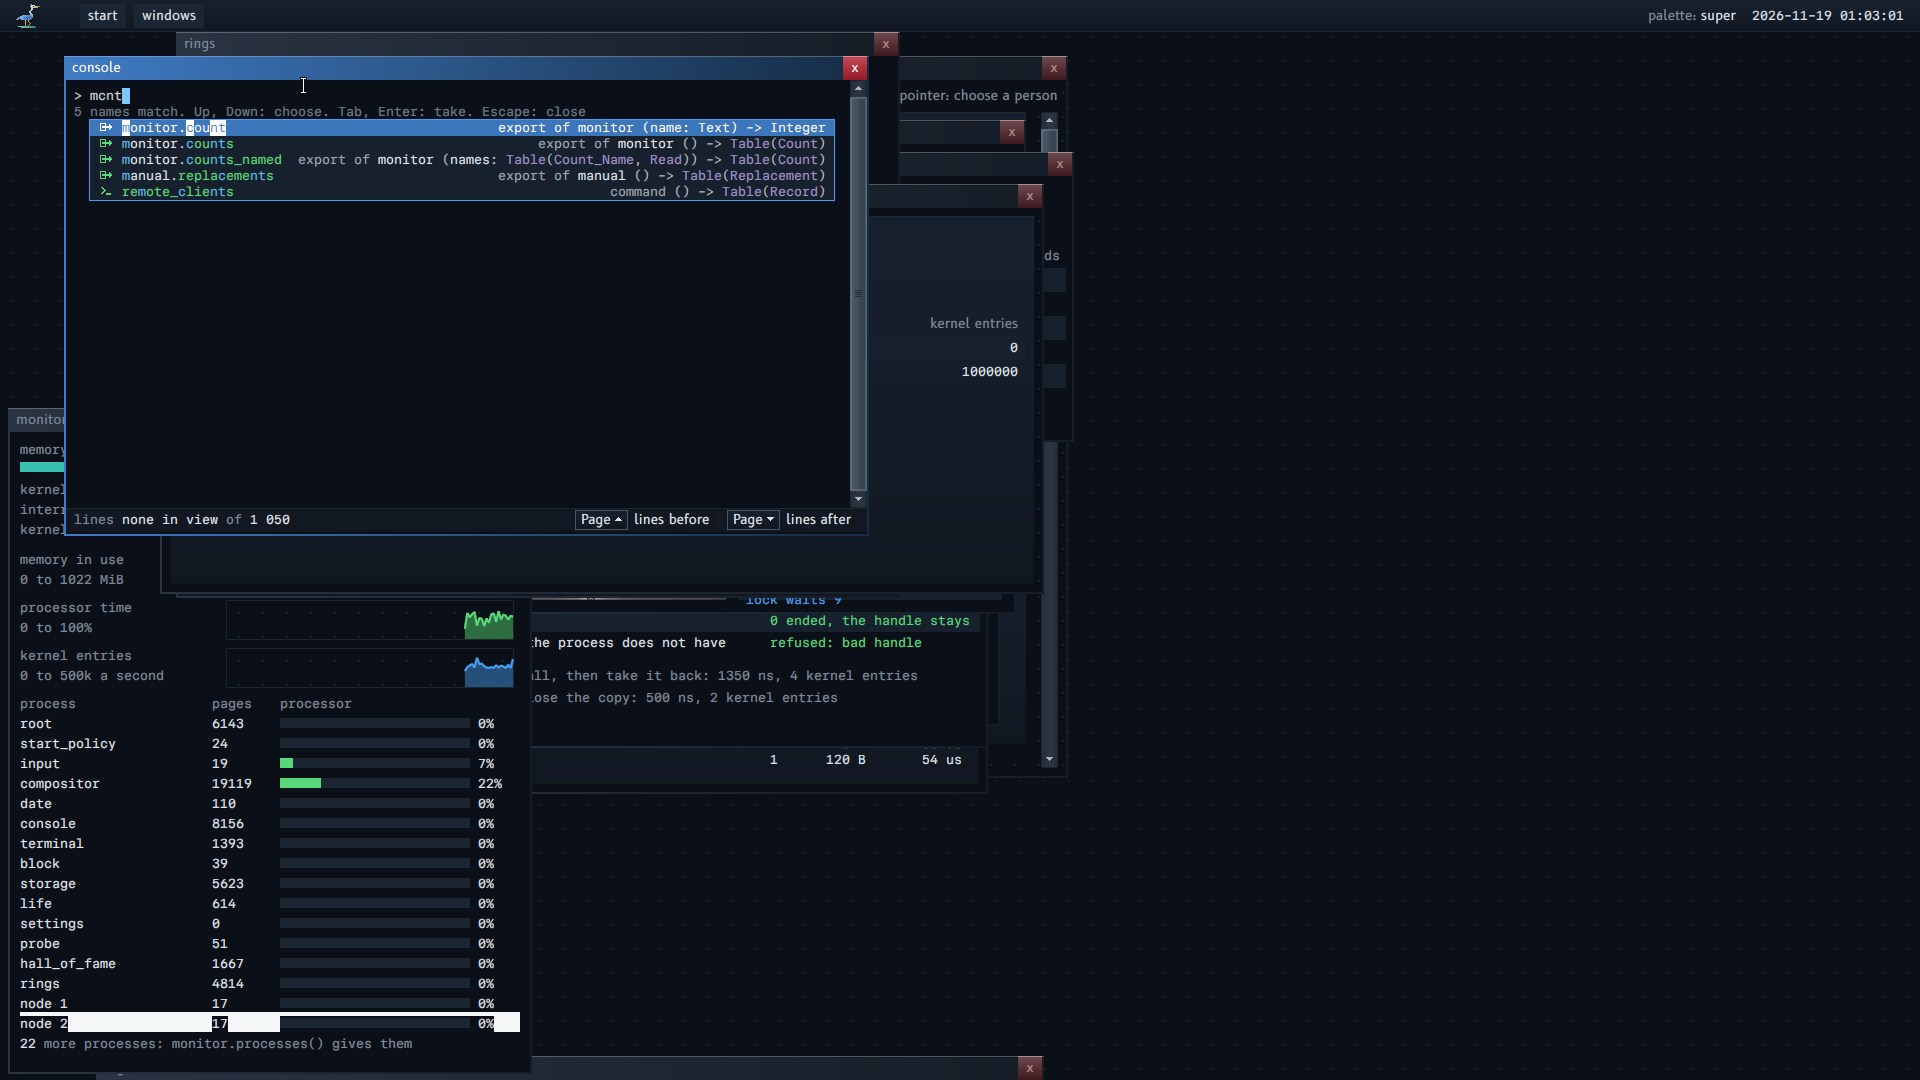 start windows palette: super 2026-11-19 01:03:01
rings x
console x
x
> mcnt
pointer: choose a person
5 names match. Up, Down: choose. Tab, Enter: take. Escape: close
monitor.count export of monitor (name: Text) -> Integer
x
monitor.counts export of monitor () -> Table(Count)
monitor.counts_named export of monitor (names: Table(Count_Name, Read)) -> Table(Count)
x
manual.replacements export of manual () -> Table(Replacement)
remote_clients command () -> Table(Record)
x
ds
kernel entries
0
1000000
lines none in view of 1 050 Page lines before Page lines after
monitor
memory
kernel
kernel
memory in use
0 to 1022 MiB
lock waits 9
processor time
0 to 100%
0 ended, the handle stays
the process does not have refused: bad handle
kernel entries
0 to 500k a second
all, then take it back: 1350 ns, 4 kernel entries
close the copy: 500 ns, 2 kernel entries
process pages processor
root 6143 0%
start_policy 24 0%
input 19 7%
1 120 B 54 us
compositor 19119 22%
date 110 0%
console 8156 0%
terminal 1393 0%
block 39 0%
storage 5623 0%
life 614 0%
settings 0 0%
probe 51 0%
hall_of_fame 1667 0%
rings 4814 0%
node 1 17 0%
node 2 17 0%
22 more processes: monitor.processes() gives them
x